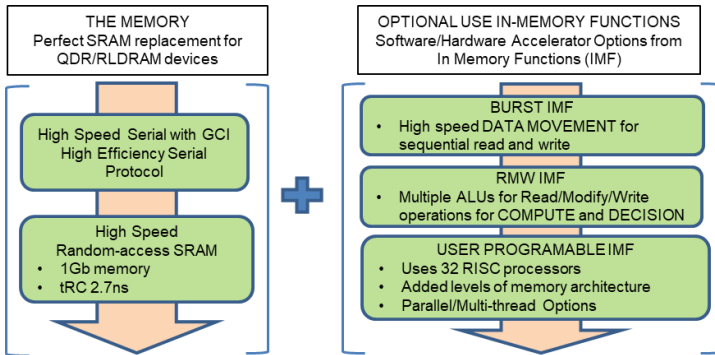 THE MEMORY
Perfect SRAM replacement for
QDR/RLDRAM devices
High Speed Serial with GCI
High Efficiency Serial
Protocol
High Speed
Random-access SRAM
• 1Gb memory
• tRC 2.7ns
OPTIONAL USE IN-MEMORY FUNCTIONS
Software/Hardware Accelerator Options from
In Memory Functions (IMF)
BURST IMF
• High speed DATA MOVEMENT for
sequential read and write
RMW IMF
• Multiple ALUs for Read/Modify/Write
operations for COMPUTE and DECISION
USER PROGRAMABLE IMF
• Uses 32 RISC processors
• Added levels of memory architecture
• Parallel/Multi-thread Options